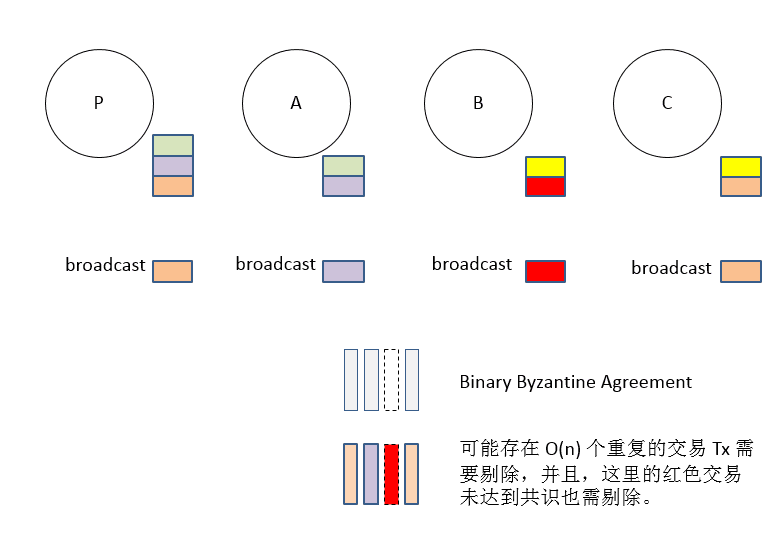 P
A
B
C
broadcast
broadcast
broadcast
broadcast
Binary Byzantine Agreement
可能存在 O(n) 个重复的交易 Tx 需
要剔除，并且，这里的红色交易
未达到共识也需剔除。